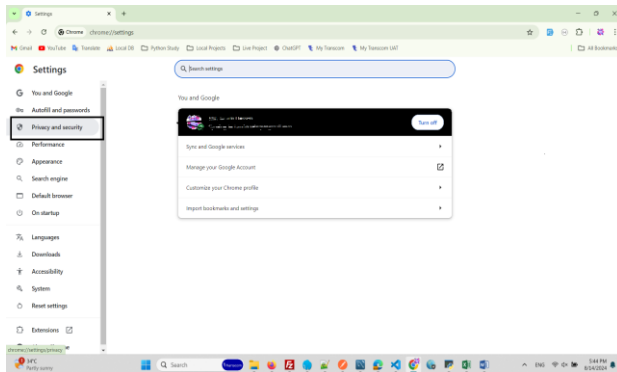 Settings
Chrome chrome://settings
Gmail YouTube Translate Local DB Python Study Local Projects Live Project ChatGPT My Transcom My Transcom UAT All Bookmarks
Settings
Search settings
You and Google
Autofill and passwords
Privacy and security
Performance
Appearance
Search engine
Default browser
On startup
Languages
Downloads
Accessibility
System
Reset settings
Extensions
You and Google
Turn off
Sync and Google services
Manage your Google Account
Customize your Chrome profile
Import bookmarks and settings
chrome://settings/privacy
34°C
Partly sunny
Search
ENG
5:44 PM
6/14/2024